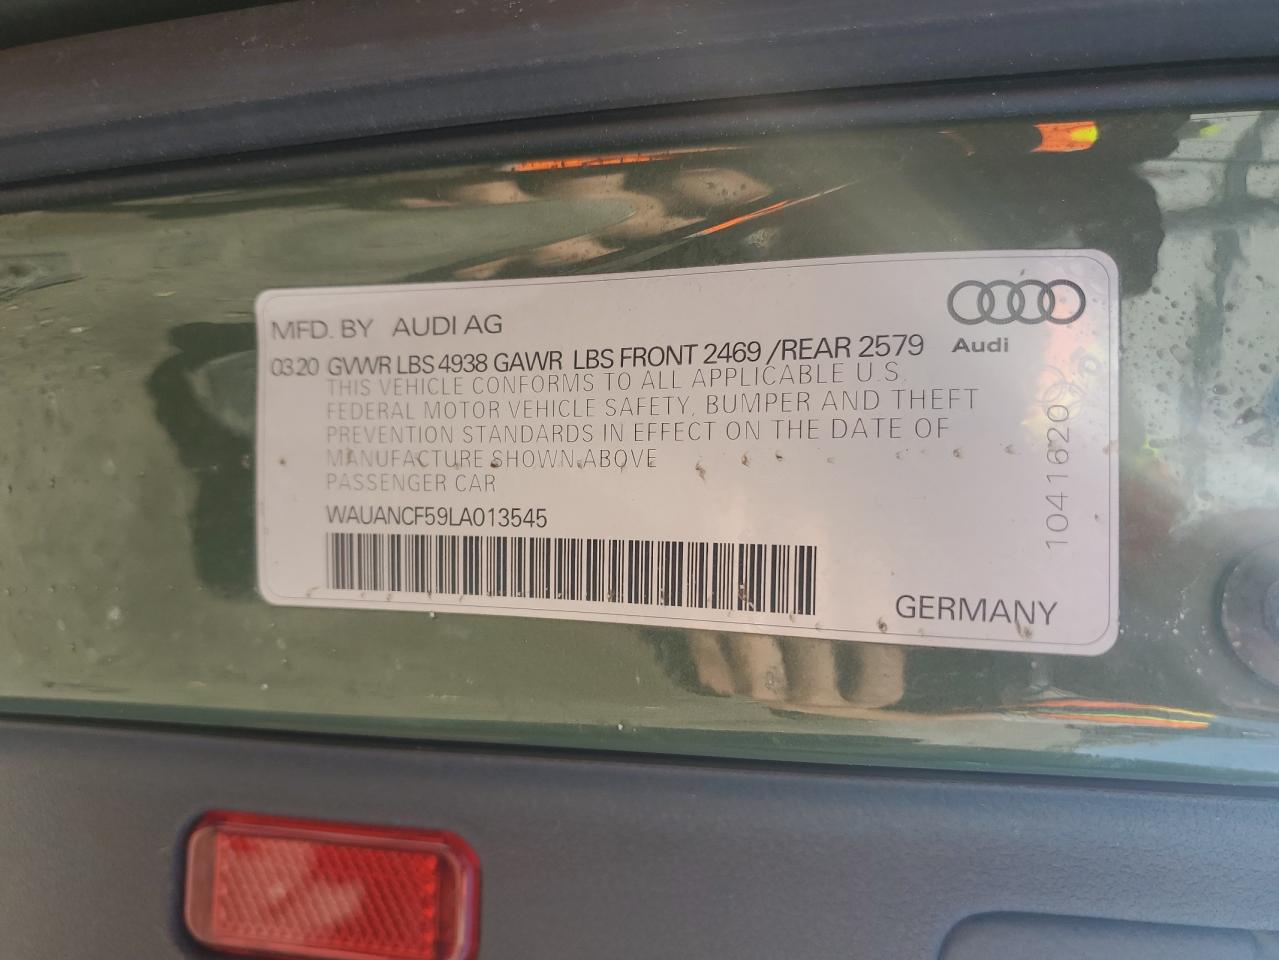 MFD. BY AUDI AG
Audi
03.20 GVWR LBS 4938 GAWR LBS FRONT 2469 /REAR 2579
THIS VEHICLE CONFORMS TO ALL APPLICABLE U.S.
FEDERAL MOTOR VEHICLE SAFETY, BUMPER AND THEFT
PREVENTION STANDARDS IN EFFECT ON THE DATE OF
MANUFACTURE SHOWN ABOVE
PASSENGER CAR
WAUANCF59LA013545
104 1620
GERMANY